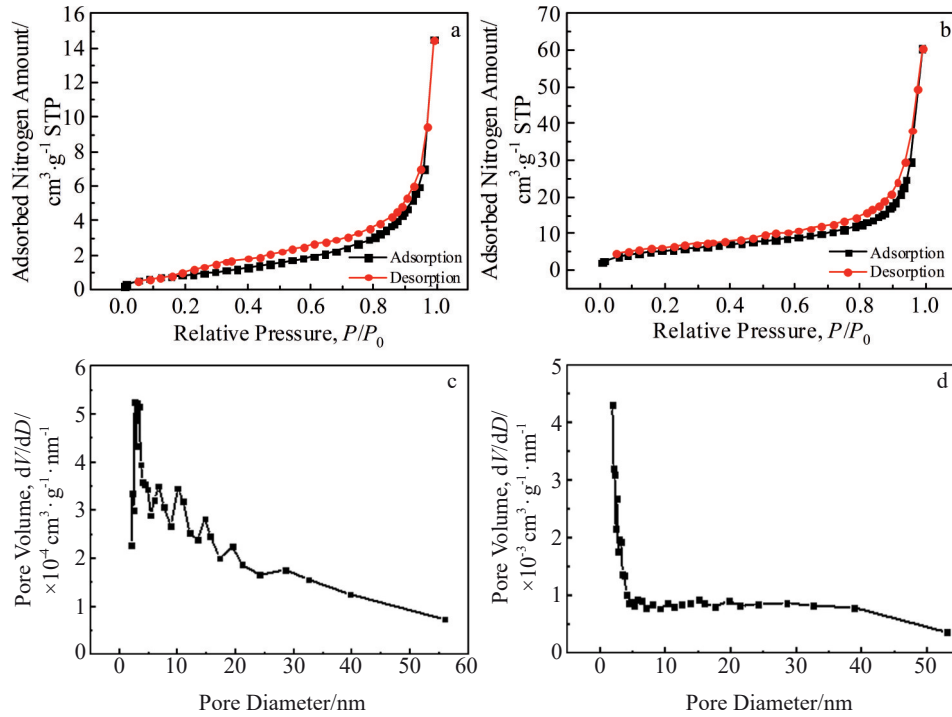 a
16
14
12
10
8
6
4
2
0
Adsorbed Nitrogen Amount/
cm³·g⁻¹ STP
Adsorption
Desorption
0.0 0.2 0.4 0.6 0.8 1.0
Relative Pressure, P/P₀
b
70
60
50
40
30
20
10
0
Adsorbed Nitrogen Amount/
cm³·g⁻¹ STP
Adsorption
Desorption
0.0 0.2 0.4 0.6 0.8 1.0
Relative Pressure, P/P₀
c
6
5
4
3
2
1
0
Pore Volume, dV/dD/
×10⁻⁴ cm³·g⁻¹·nm⁻¹
0 10 20 30 40 50 60
Pore Diameter/nm
d
5
4
3
2
1
0
Pore Volume, dV/dD/
×10⁻³ cm³·g⁻¹·nm⁻¹
0 10 20 30 40 50
Pore Diameter/nm